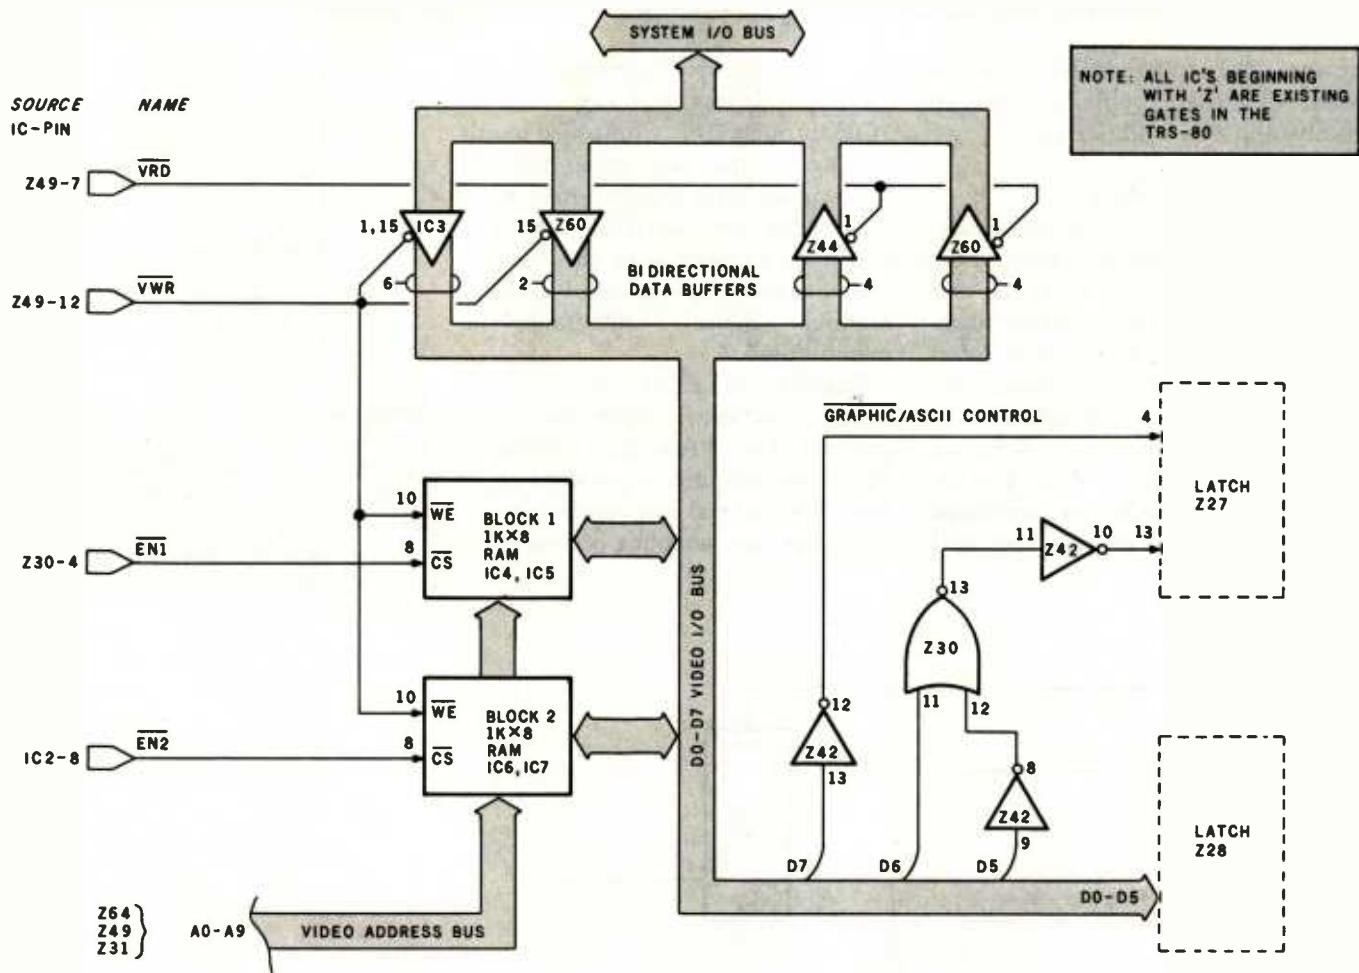 SYSTEM I/O BUS
NOTE: ALL IC'S BEGINNING
WITH 'Z' ARE EXISTING
GATES IN THE
TRS-80
SOURCE NAME
IC-PIN
Z49-7 VRD
1,15 IC3 15 Z60 1 Z44 1 Z60
Z49-12 VWR
6 2 BIDIRECTIONAL
DATA BUFFERS 4 4
GRAPHIC/ASCII CONTROL 4
LATCH
Z27
10 WE BLOCK 1
1K×8
RAM
IC4, IC5
Z30-4 EN1 8 CS
11 Z42 10 13
13
Z30
11 12
D0-D7 VIDEO I/O BUS
10 WE BLOCK 2
1K×8
RAM
IC6, IC7
IC2-8 EN2 8 CS
12
Z42
13
8
Z42
9
LATCH
Z28
D7 D6 D5
D0-D5
Z64
Z49
Z31
A0-A9 VIDEO ADDRESS BUS